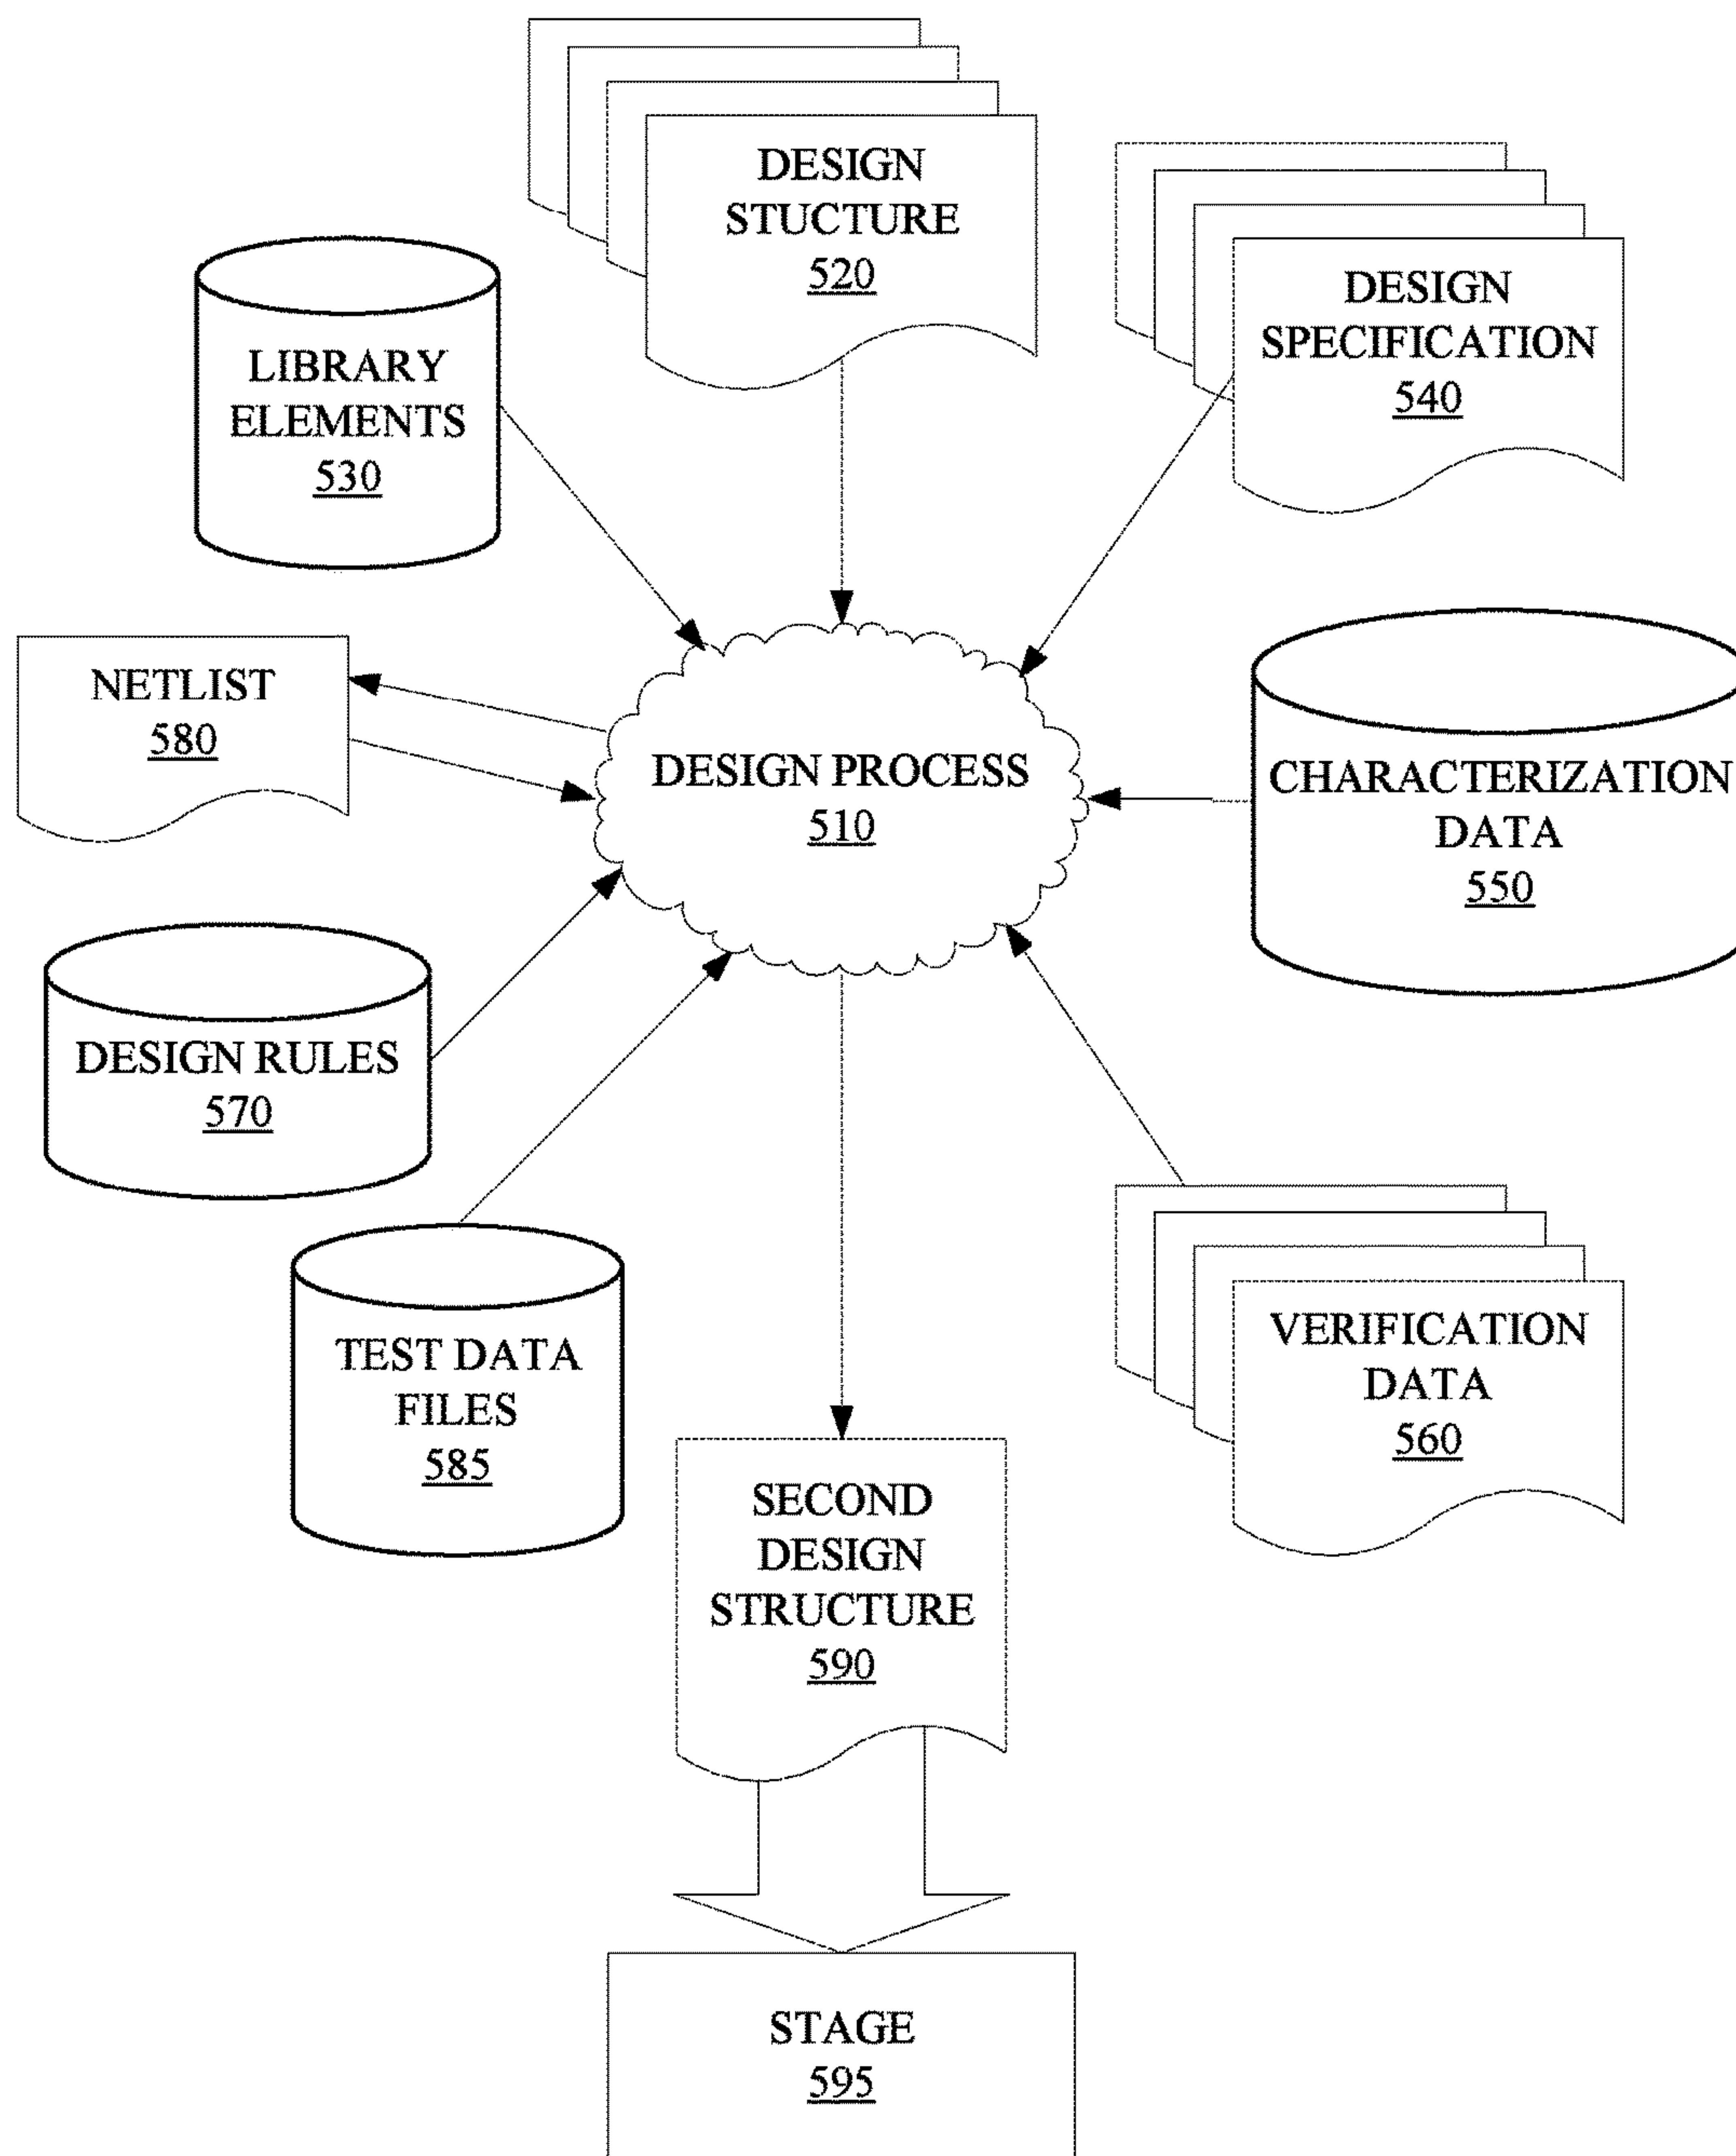 DESIGN
STUCTURE
520
DESIGN
SPECIFICATION
540
LIBRARY
ELEMENTS
530
NETLIST
580
DESIGN PROCESS
510
CHARACTERIZATION
DATA
550
DESIGN RULES
570
TEST DATA
FILES
585
VERIFICATION
DATA
560
SECOND
DESIGN
STRUCTURE
590
STAGE
595